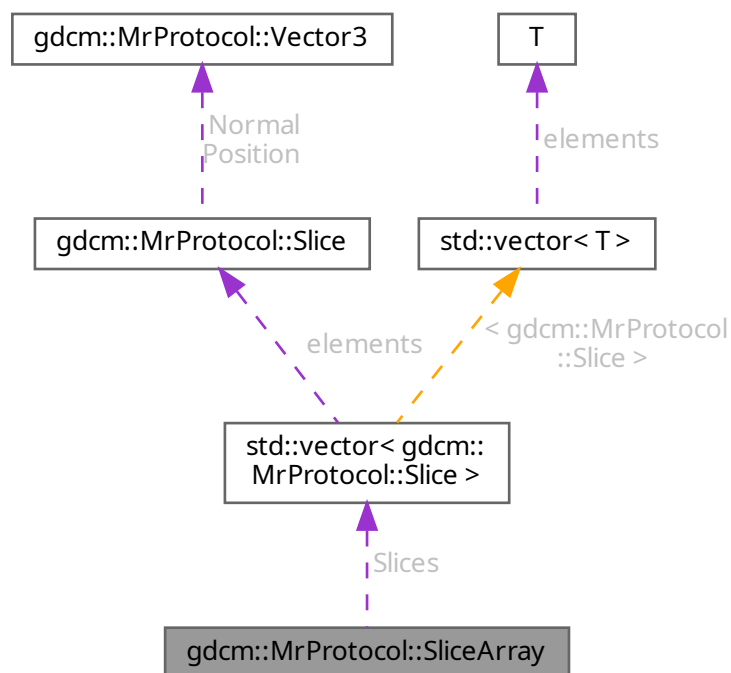 gdcm::MrProtocol::Vector3
T
Normal
Position
elements
gdcm::MrProtocol::Slice
std::vector< T >
elements
< gdcm::MrProtocol
::Slice >
std::vector< gdcm::
MrProtocol::Slice >
Slices
gdcm::MrProtocol::SliceArray